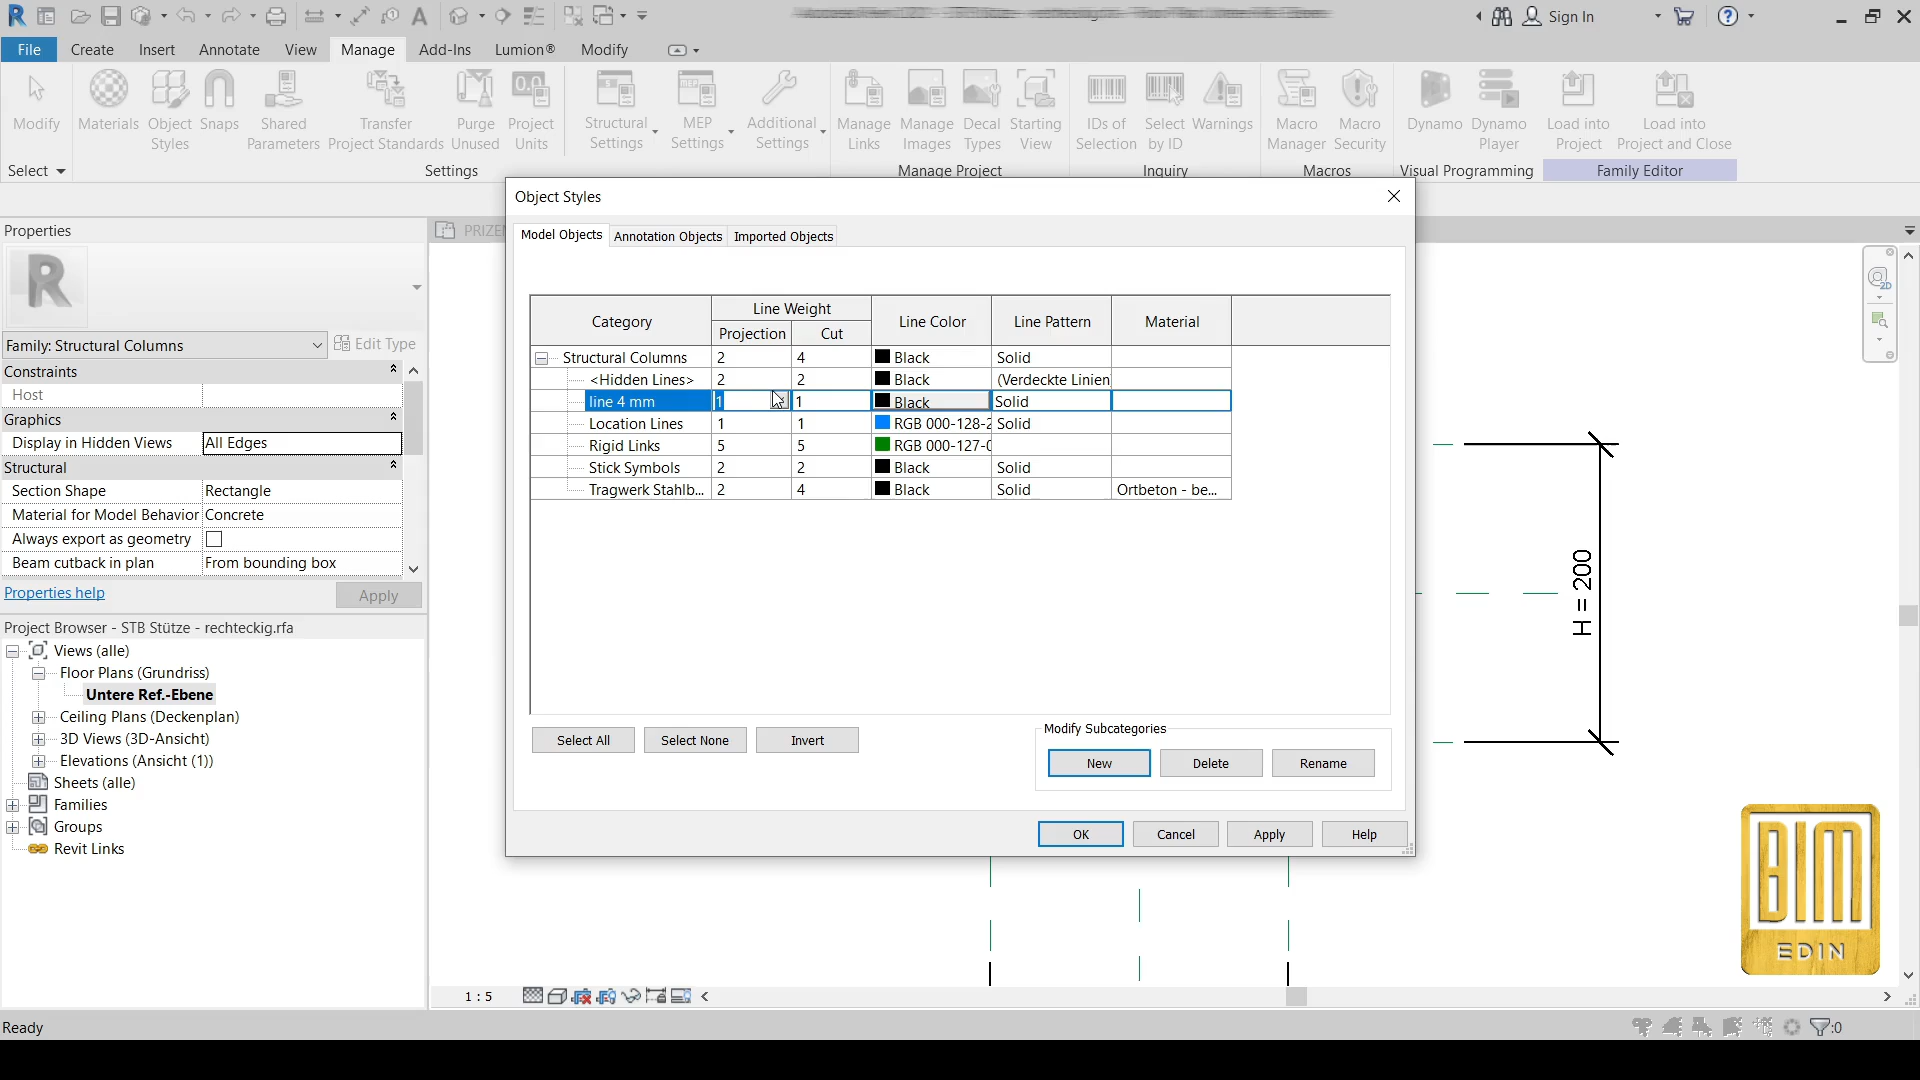 Sign In
File Create Insert Annotate View Manage Add-Ins Lumion® Modify
Modify Materials Object Styles Snaps Shared Parameters Transfer Project Standards Purge Unused Project Units Structural Settings MEP Settings Additional Settings Manage Links Manage Images Decal Types Starting View IDs of Selection Select by ID Warnings Macro Manager Macro Security Dynamo Dynamo Player Load into Project Load into Project and Close
Select Settings Manage Project Inquiry Macros Visual Programming Family Editor
Properties
Family: Structural Columns Edit Type
Constraints
Host
Graphics
Display in Hidden Views All Edges
Structural
Section Shape Rectangle
Material for Model Behavior Concrete
Always export as geometry
Beam cutback in plan From bounding box
Properties help Apply
Project Browser - STB Stütze - rechteckig.rfa
Views (alle)
Floor Plans (Grundriss)
Untere Ref.-Ebene
Ceiling Plans (Deckenplan)
3D Views (3D-Ansicht)
Elevations (Ansicht (1))
Sheets (alle)
Families
Groups
Revit Links
Object Styles
Model Objects Annotation Objects Imported Objects
Category Line Weight Line Color Line Pattern Material
Projection Cut
Structural Columns 2 4 Black Solid
<Hidden Lines> 2 2 Black (Verdeckte Linien
line 4 mm 1 1 Black Solid
Location Lines 1 1 RGB 000-128-2 Solid
Rigid Links 5 5 RGB 000-127-0
Stick Symbols 2 2 Black Solid
Tragwerk Stahlb... 2 4 Black Solid Ortbeton - be...
Select All Select None Invert
Modify Subcategories
New Delete Rename
OK Cancel Apply Help
H = 200
BIM
EDIN
1 : 5
Ready
:0